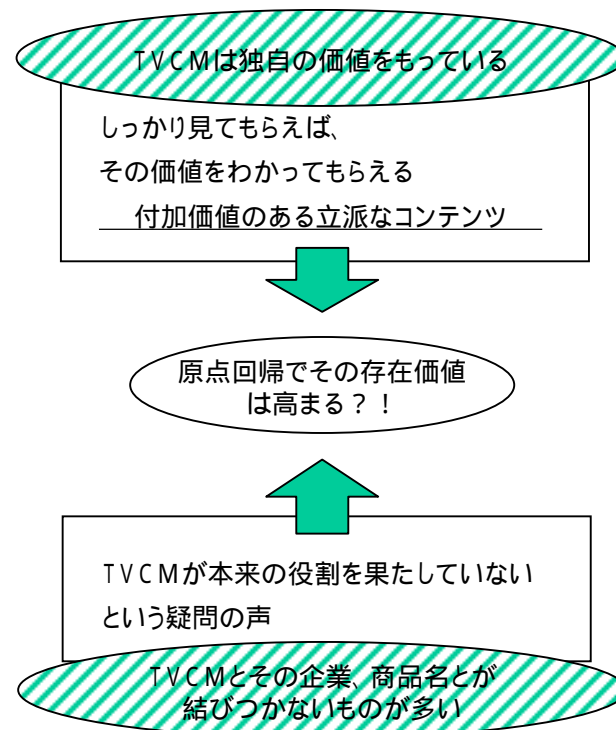 TVCMは独自の価値をもっている
しっかり見てもらえば、
その価値をわかってもらえる
付加価値のある立派なコンテンツ
原点回帰でその存在価値
は高まる？！
TVCMが本来の役割を果たしていない
という疑問の声
TVCMとその企業、商品名とが
結びつかないものが多い